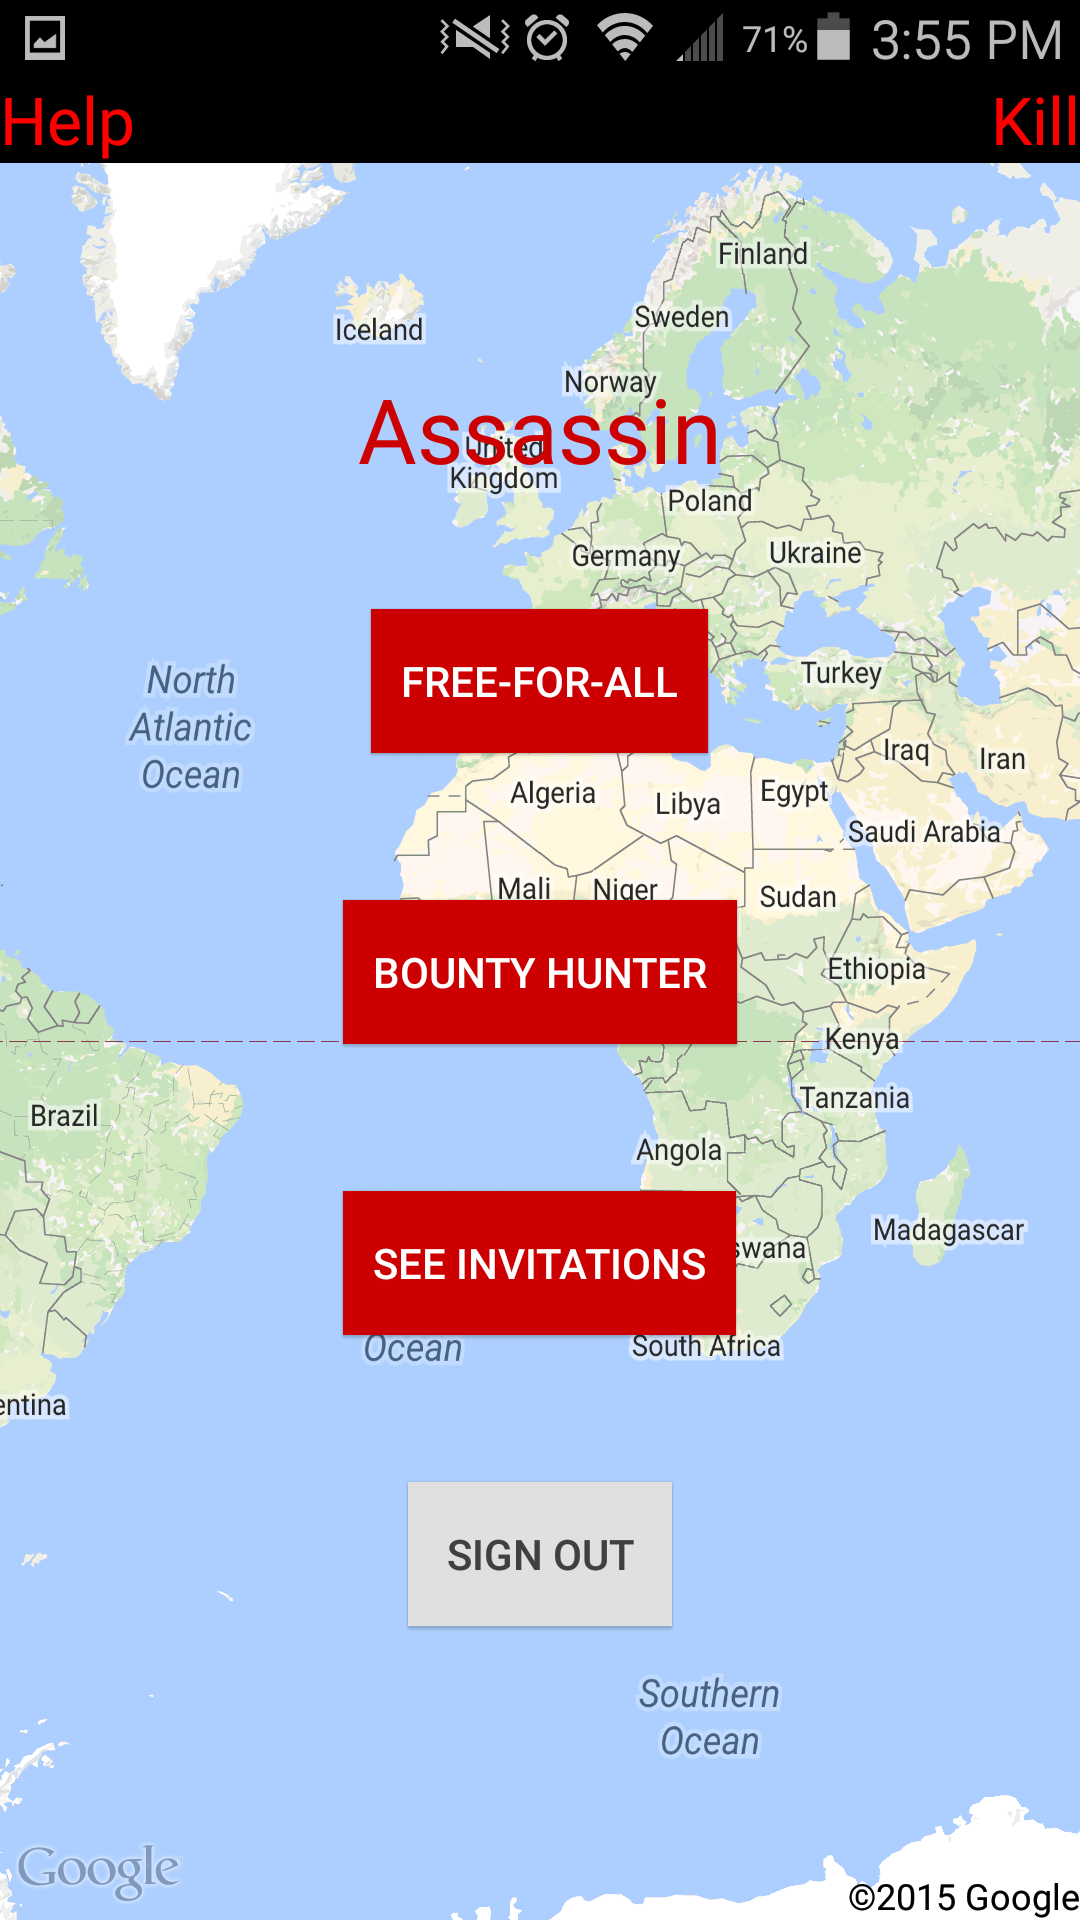 71% 3:55 PM
Help Kill
Finland
Sweden
Iceland
Norway
Assassin
United
Kingdom
Poland
Germany
Ukraine
North
Atlantic
Ocean
FREE-FOR-ALL
Turkey
Iraq
Iran
Algeria
Libya
Egypt
Saudi Arabia
Mali
Niger
Sudan
BOUNTY HUNTER
Ethiopia
Kenya
Tanzania
Brazil
Angola
Madagascar
SEE INVITATIONS
swana
Ocean
South Africa
entina
SIGN OUT
Southern
Ocean
Google
©2015 Google